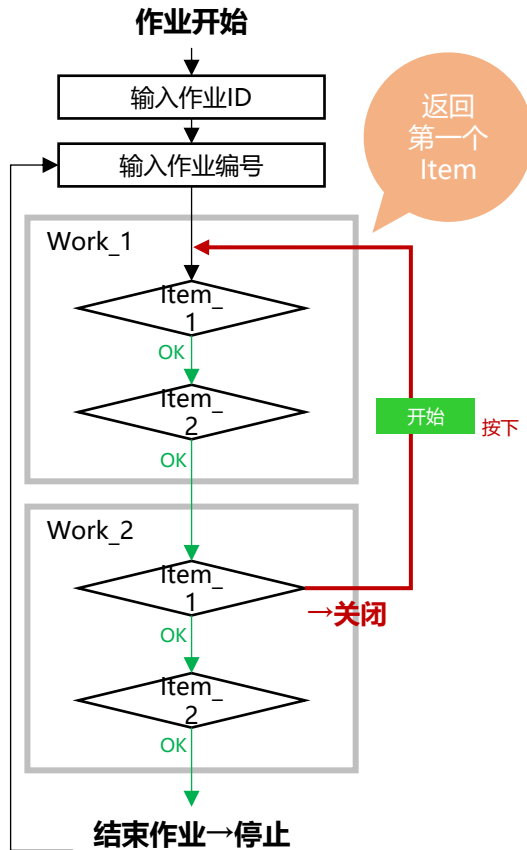 作业开始
输入作业ID
返回
第一个
Item
输入作业编号
Work_1
Item_
1
OK
Item_
2
开始
按下
OK
Work_2
Item_
1
→关闭
OK
Item_
2
OK
结束作业→停止